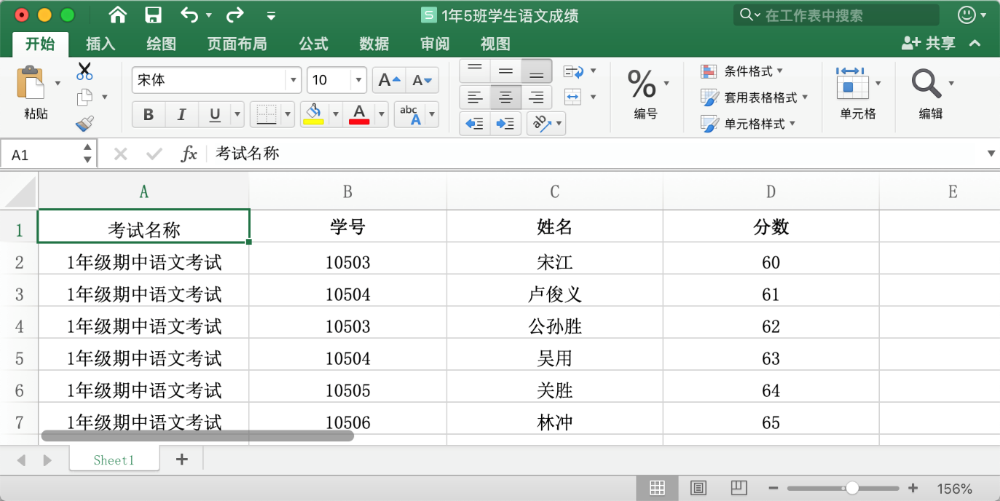 1年5班学生语文成绩
在工作表中搜索
开始 插入 绘图 页面布局 公式 数据 审阅 视图 共享
粘贴 宋体 10 A A 编号 条件格式 套用表格格式 单元格样式 单元格 编辑
B I U A abc A ab
A1 fx 考试名称
A B C D E
1 考试名称 学号 姓名 分数
2 1年级期中语文考试 10503 宋江 60
3 1年级期中语文考试 10504 卢俊义 61
4 1年级期中语文考试 10503 公孙胜 62
5 1年级期中语文考试 10504 吴用 63
6 1年级期中语文考试 10505 关胜 64
7 1年级期中语文考试 10506 林冲 65
Sheet1
156%